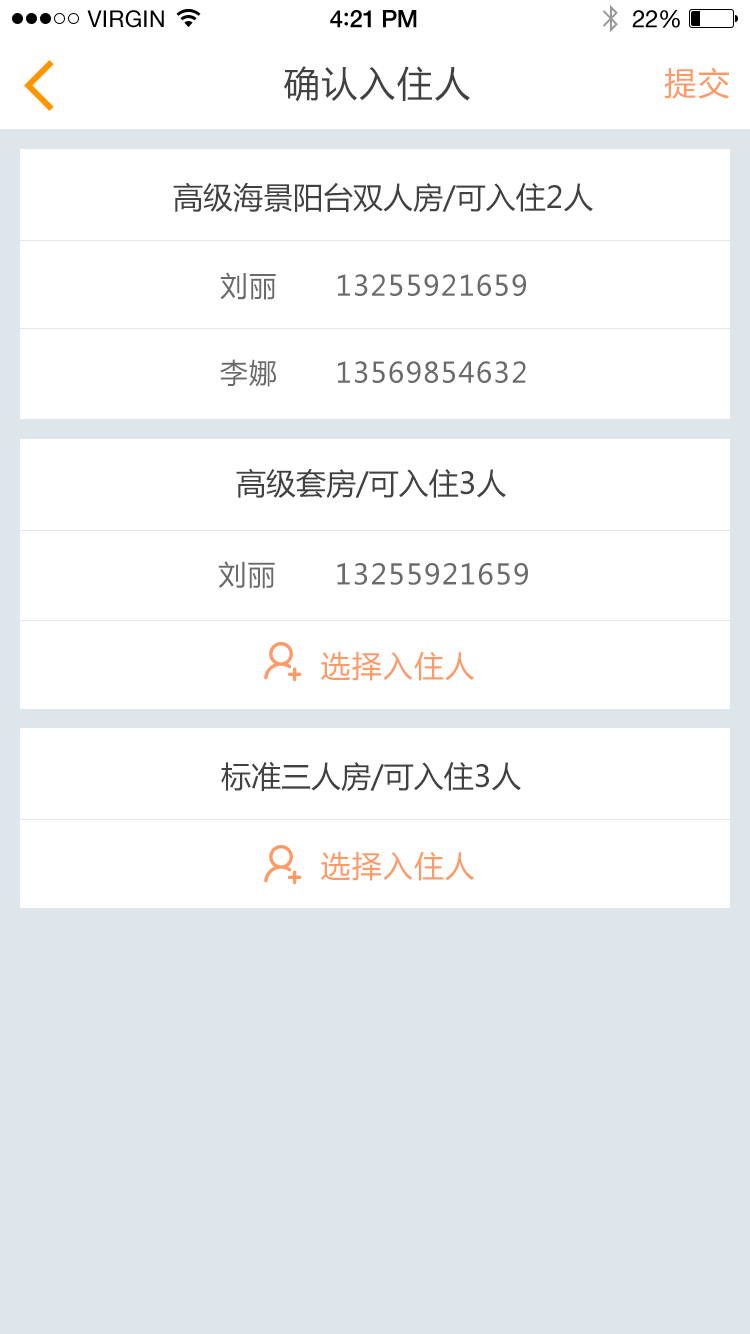 VIRGIN 4:21 PM 22%
确认入住人 提交
高级海景阳台双人房/可入住2人
刘丽 13255921659
李娜 13569854632
高级套房/可入住3人
刘丽 13255921659
选择入住人
标准三人房/可入住3人
选择入住人